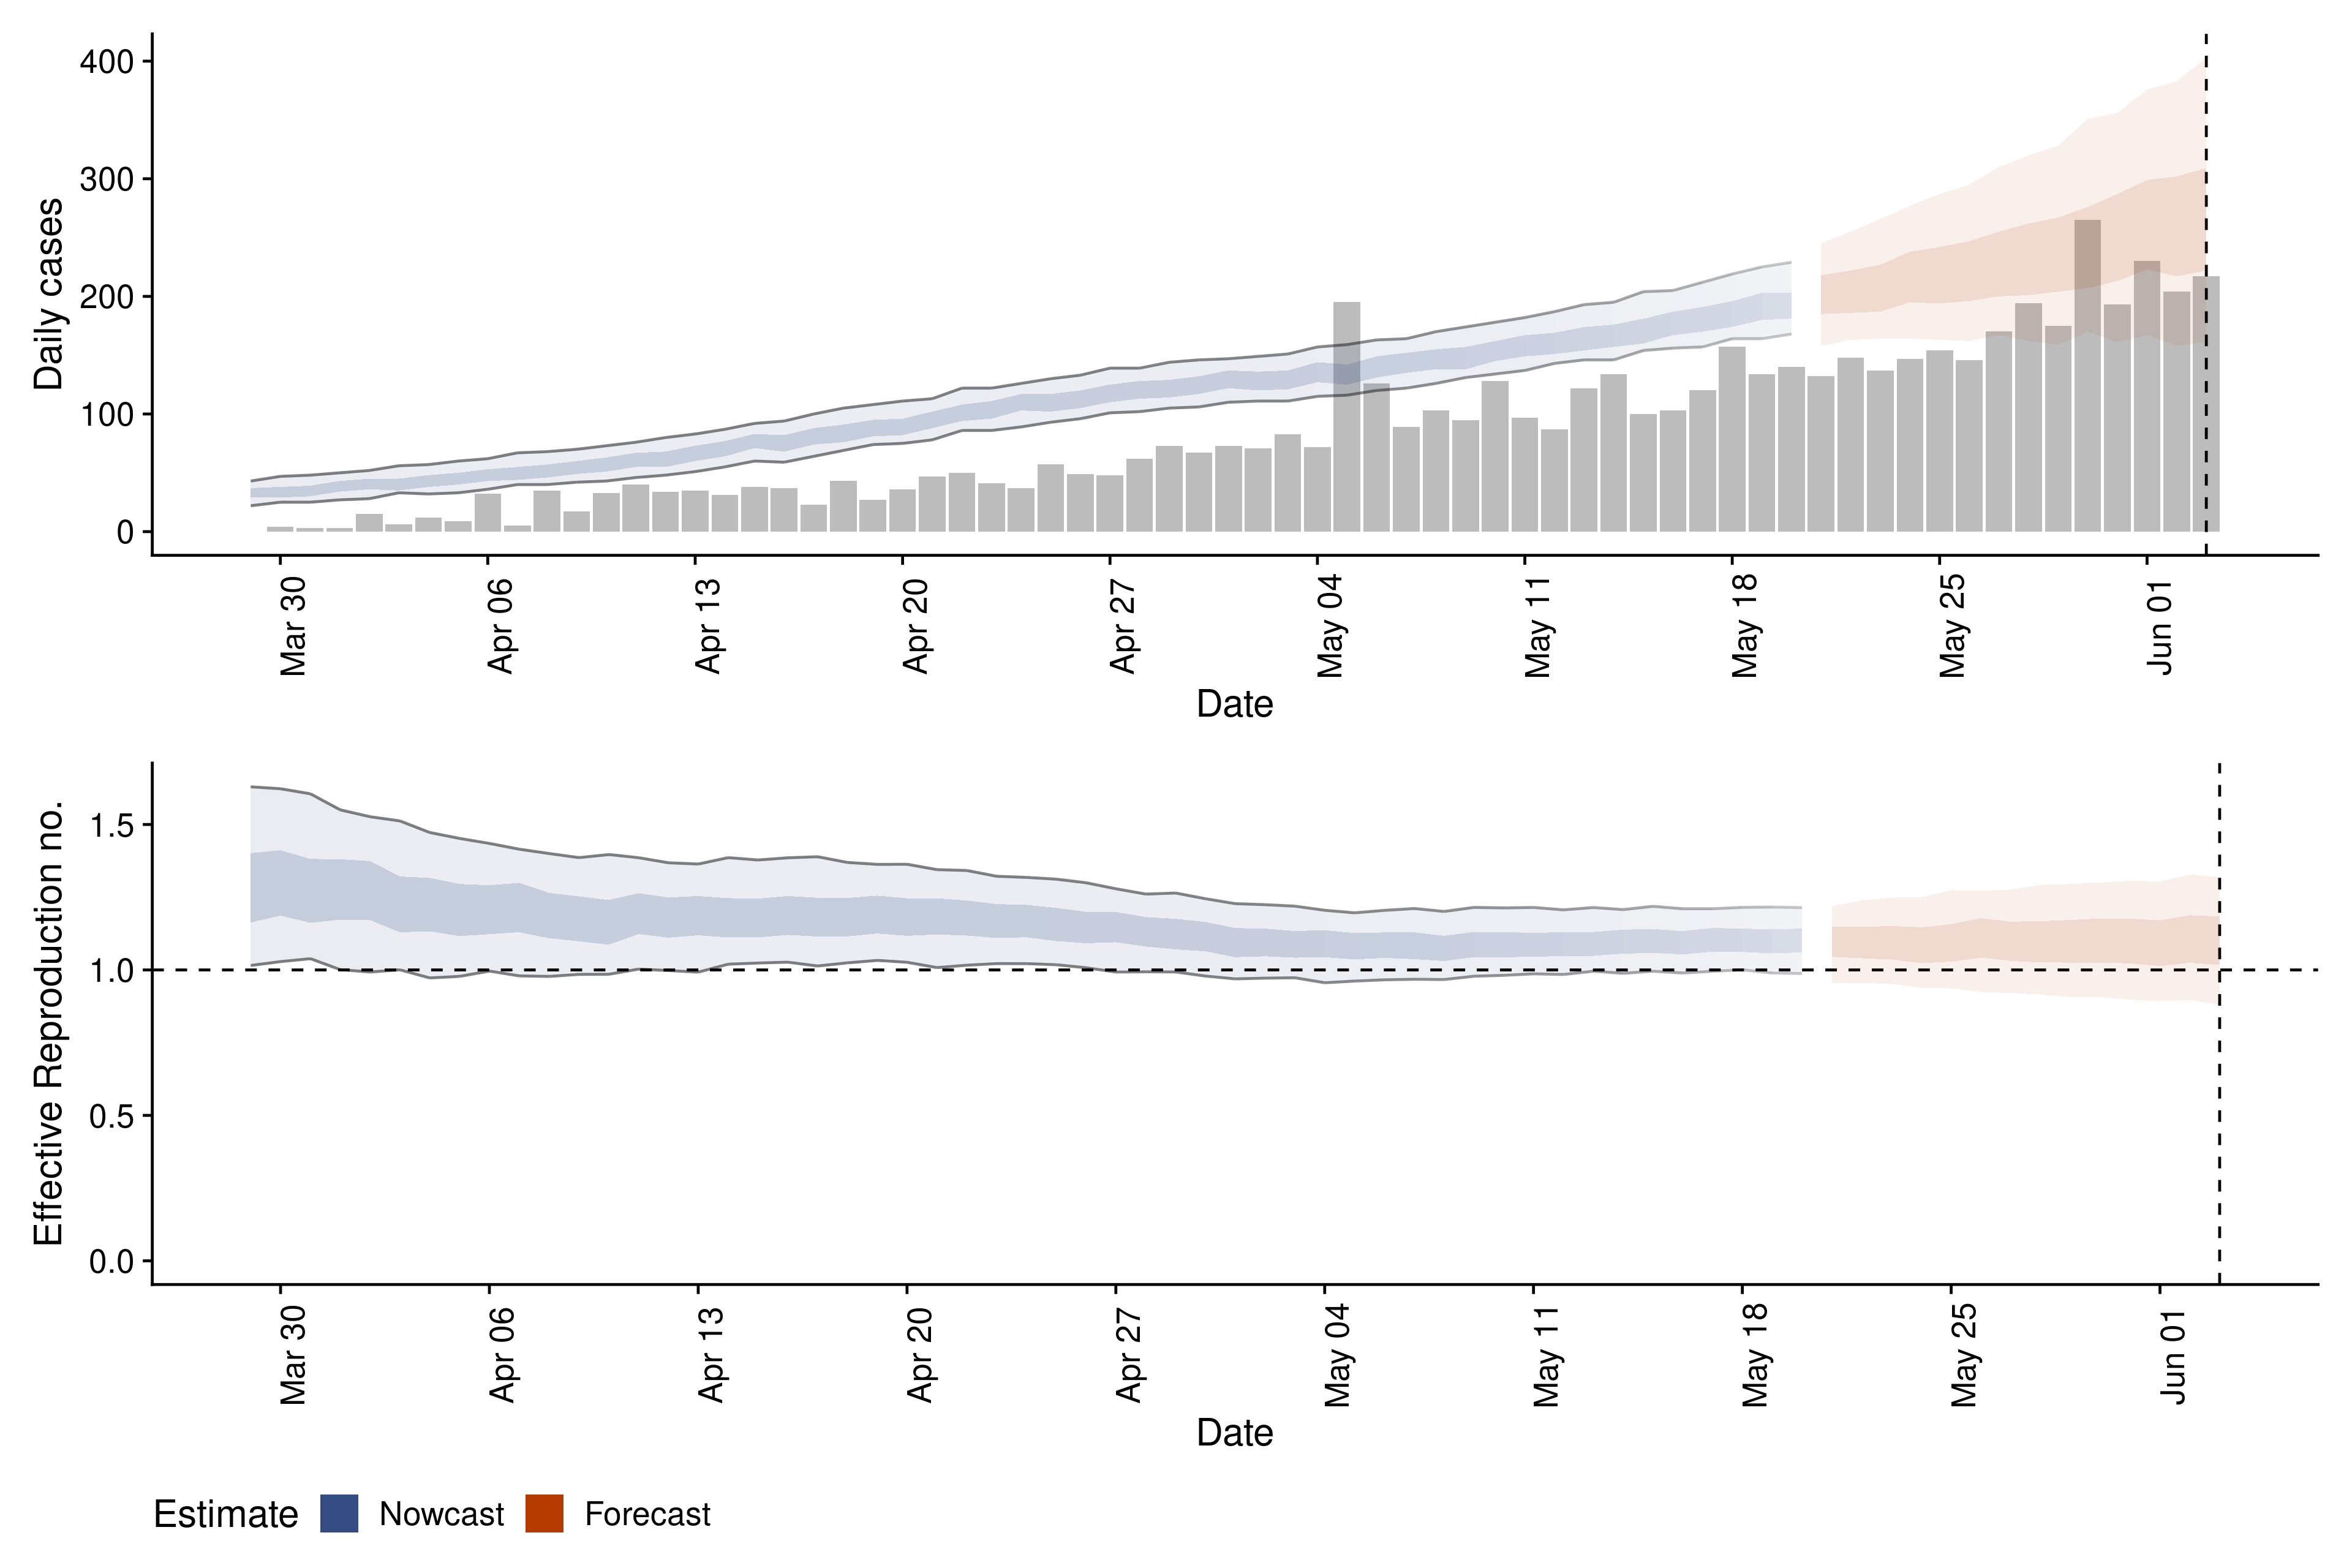 400
300
200
100
0
Daily cases
Mar 30 Apr 06 Apr 13 Apr 20 Apr 27 May 04 May 11 May 18 May 25 Jun 01
Date
1.5
1.0
0.5
0.0
Effective Reproduction no.
Mar 30 Apr 06 Apr 13 Apr 20 Apr 27 May 04 May 11 May 18 May 25 Jun 01
Date
Estimate Nowcast Forecast